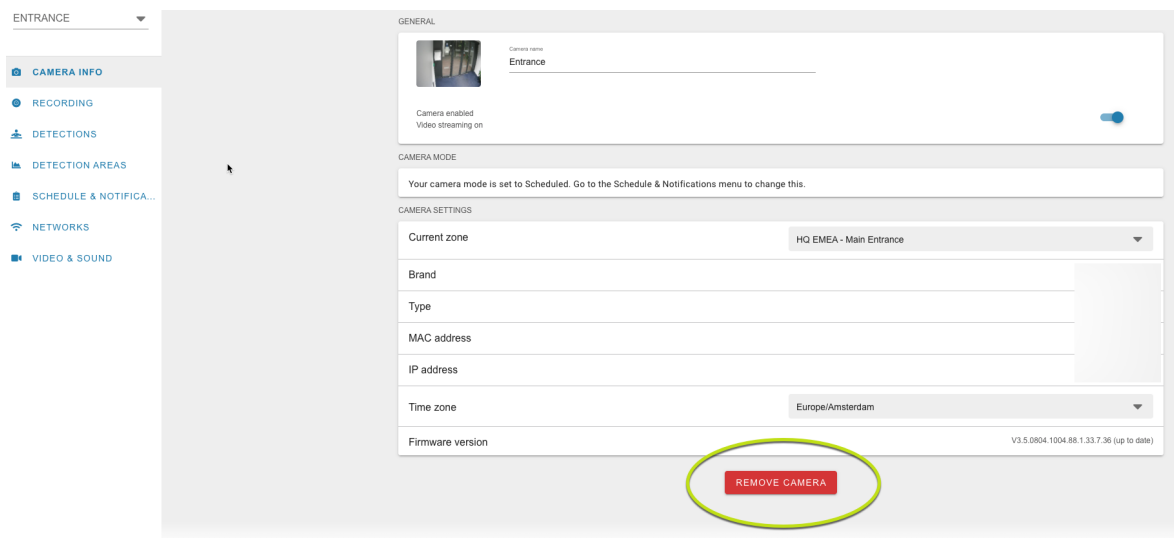 ENTRANCE
CAMERA INFO
RECORDING
DETECTIONS
DETECTION AREAS
SCHEDULE & NOTIFICA...
NETWORKS
VIDEO & SOUND
GENERAL
Camera name
Entrance
Camera enabled
Video streaming on
CAMERA MODE
Your camera mode is set to Scheduled. Go to the Schedule & Notifications menu to change this.
CAMERA SETTINGS
Current zone
HQ EMEA - Main Entrance
Brand
Type
MAC address
IP address
Time zone
Europe/Amsterdam
Firmware version
V3.5.0804.1004.88.1.33.7.36 (up to date)
REMOVE CAMERA